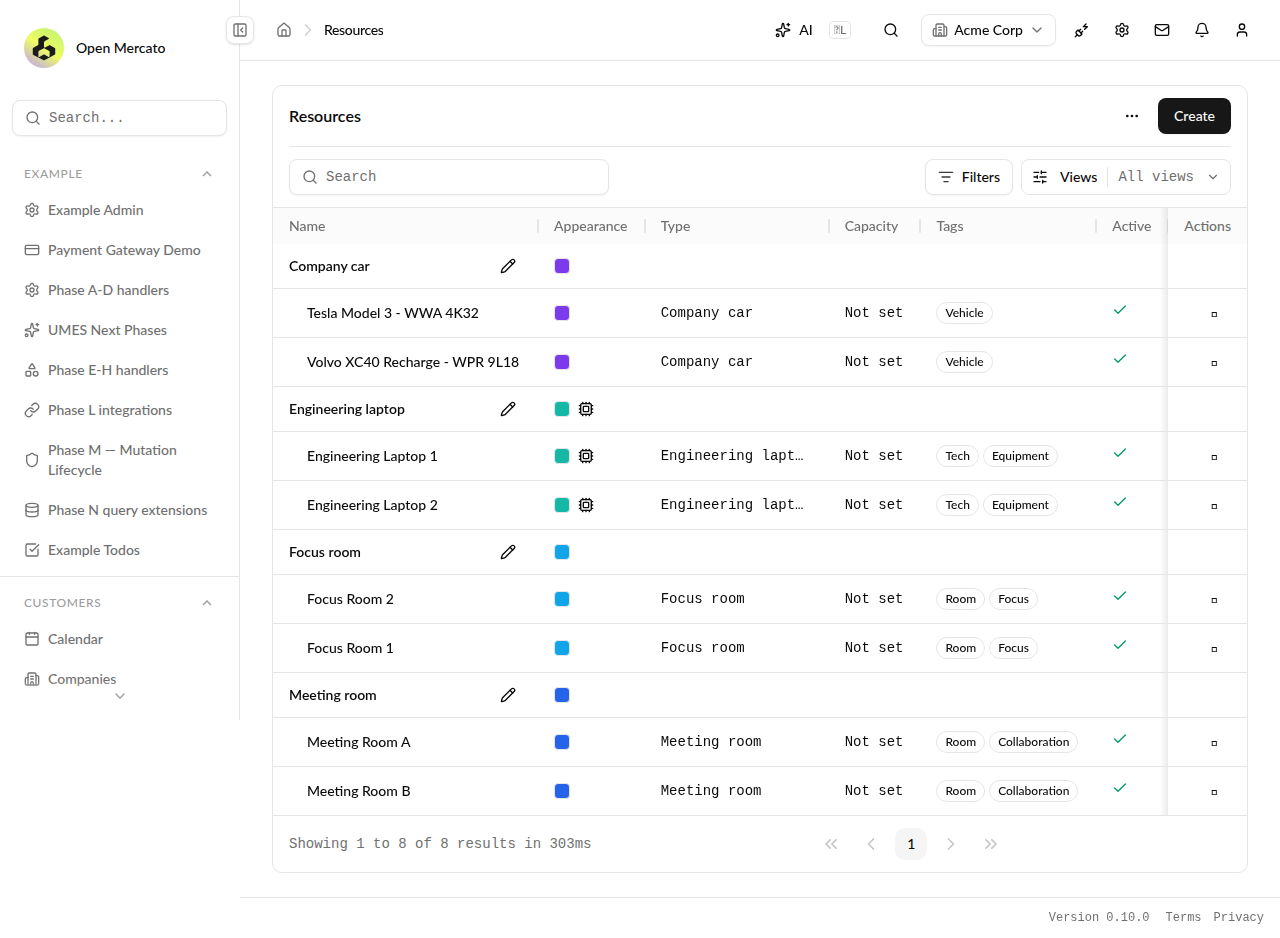 Open Mercato
Search...
EXAMPLE
Example Admin
Payment Gateway Demo
Phase A-D handlers
UMES Next Phases
Phase E-H handlers
Phase L integrations
Phase M — Mutation
Lifecycle
Phase N query extensions
Example Todos
CUSTOMERS
Calendar
Companies
Resources
AI
L
Acme Corp
Resources
Create
Search
Filters
Views
All views
Name Appearance Type Capacity Tags Active Actions
Company car
Tesla Model 3 - WWA 4K32 Company car Not set Vehicle
Volvo XC40 Recharge - WPR 9L18 Company car Not set Vehicle
Engineering laptop
Engineering Laptop 1 Engineering lapt… Not set Tech Equipment
Engineering Laptop 2 Engineering lapt… Not set Tech Equipment
Focus room
Focus Room 2 Focus room Not set Room Focus
Focus Room 1 Focus room Not set Room Focus
Meeting room
Meeting Room A Meeting room Not set Room Collaboration
Meeting Room B Meeting room Not set Room Collaboration
Showing 1 to 8 of 8 results in 303ms
1
Version 0.10.0 Terms Privacy